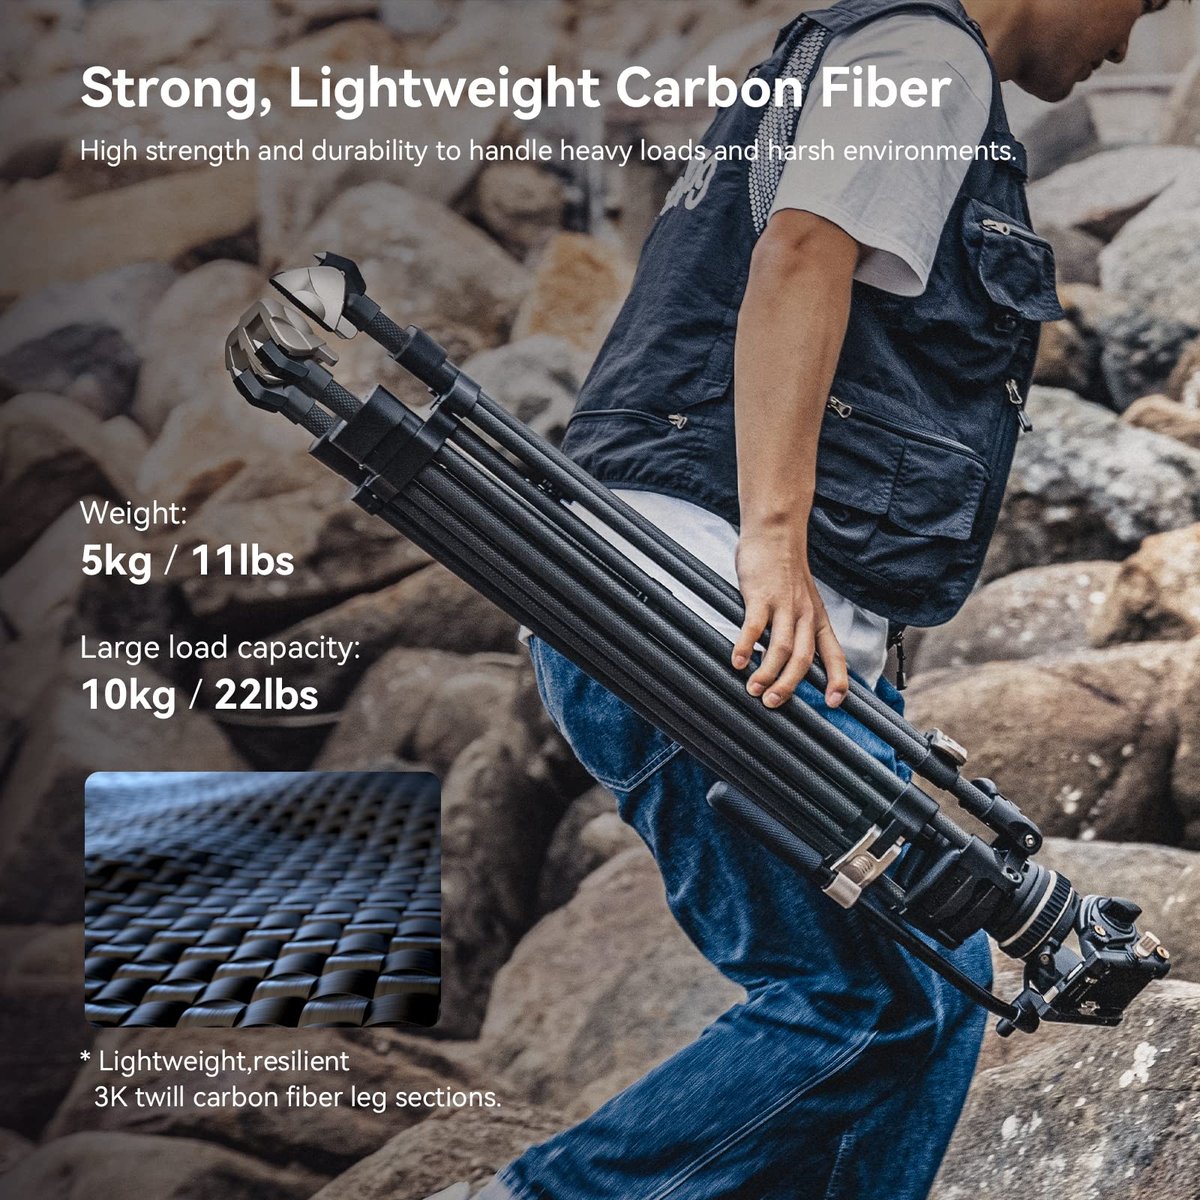 Strong, Lightweight Carbon Fiber
High strength and durability to handle heavy loads and harsh environments.
Weight:
5kg / 11lbs
Large load capacity:
10kg / 22lbs
* Lightweight,resilient
3K twill carbon fiber leg sections.